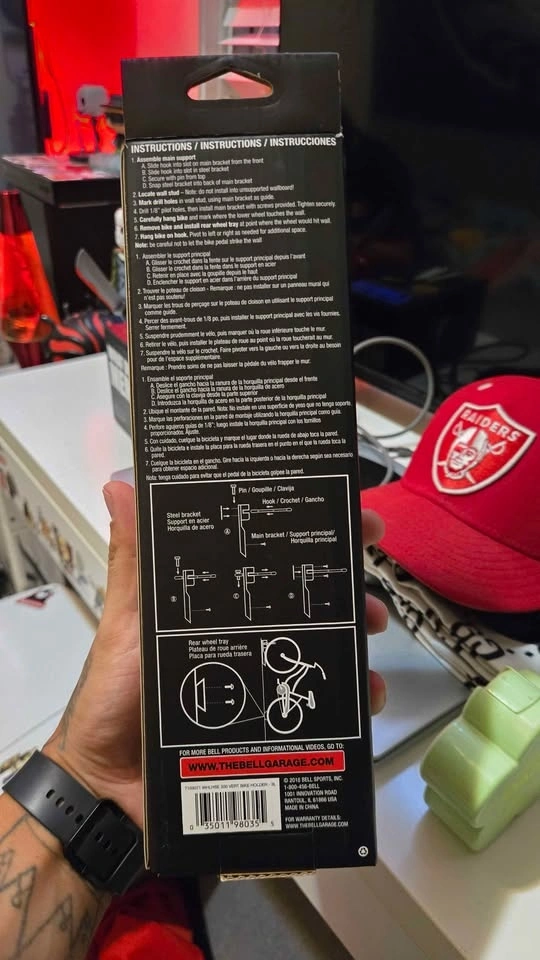 INSTRUCTIONS / INSTRUCTIONS / INSTRUCCIONES
1. Assemble main support
A. Slide hook into slot on main bracket from the front
B. Slide hook into slot in steel bracket
C. Secure with pin from top
D. Snap steel bracket into back of main bracket
2. Locate wall stud – Note: do not install into unsupported wallboard!
3. Mark drill holes in wall stud, using main bracket as guide.
4. Drill 1/8" pilot holes, then install main bracket with screws provided. Tighten securely.
5. Carefully hang bike and mark where the lower wheel touches the wall.
6. Remove bike and install rear wheel tray at point where the wheel would hit wall.
7. Hang bike on hook. Pivot to left or right as needed for additional space.
Note: be careful not to let the bike pedal strike the wall
1. Assembler le support principal
A. Glisser le crochet dans la fente sur le support principal depuis l'avant
B. Glisser le crochet dans la fente dans le support en acier
C. Retenir en place avec la goupille depuis le haut
D. Enclencher le support en acier dans l'arrière du support principal
2. Trouver le poteau de cloison - Remarque : ne pas installer sur un panneau mural qui
n'est pas soutenu!
3. Marquer les trous de perçage sur le poteau de cloison en utilisant le support principal
comme guide.
4. Percer des avant-trous de 1/8 po, puis installer le support principal avec les vis fournies.
Serrer fermement.
5. Suspendre prudemment le vélo, puis marquer où la roue inférieure touche le mur.
6. Retirer le vélo, puis installer le plateau de roue au point où la roue toucherait le mur.
7. Suspendre le vélo sur le crochet. Faire pivoter vers la gauche ou vers la droite au besoin
pour de l'espace supplémentaire.
Remarque : Prendre soins de ne pas laisser la pédale du vélo frapper le mur.
1. Ensamble el soporte principal
A. Deslice el gancho hacia la ranura de la horquilla principal desde el frente
B. Deslice el gancho hacia la ranura de la horquilla de acero
C. Asegure con la clavija desde la parte superior
D. Introduzca la horquilla de acero en la parte posterior de la horquilla principal
2. Ubique el montante de la pared. Nota: No instale en una superficie de yeso que no tenga soporte.
3. Marque las perforaciones en la pared de montaje utilizando la horquilla principal como guía.
4. Perfore agujeros guías de 1/8"; luego instale la horquilla principal con los tornillos
proporcionados. Ajuste.
5. Con cuidado, cuelgue la bicicleta y marque el lugar donde la rueda de abajo toca la pared.
6. Quite la bicicleta e instale la placa para la rueda trasera en el punto en el que la rueda toca la
pared.
7. Cuelgue la bicicleta en el gancho. Gire hacia la izquierda o hacia la derecha según sea necesario
para obtener espacio adicional.
Nota: tenga cuidado para evitar que el pedal de la bicicleta golpee la pared.
Pin / Goupille / Clavija
Hook / Crochet / Gancho
Steel bracket
Support en acier
Horquilla de acero
A
Main bracket / Support principal/
Horquilla principal
B
C
D
Rear wheel tray
Plateau de roue arrière
Placa para rueda trasera
FOR MORE BELL PRODUCTS AND INFORMATIONAL VIDEOS, GO TO:
WWW.THEBELLGARAGE.COM
0 35011 98035 5
© 2016 BELL SPORTS, INC.
1-800-456-BELL
1001 INNOVATION ROAD
RANTOUL, IL 61866 USA
MADE IN CHINA
FOR WARRANTY DETAILS:
WWW.THEBELLGARAGE.COM
RAIDERS